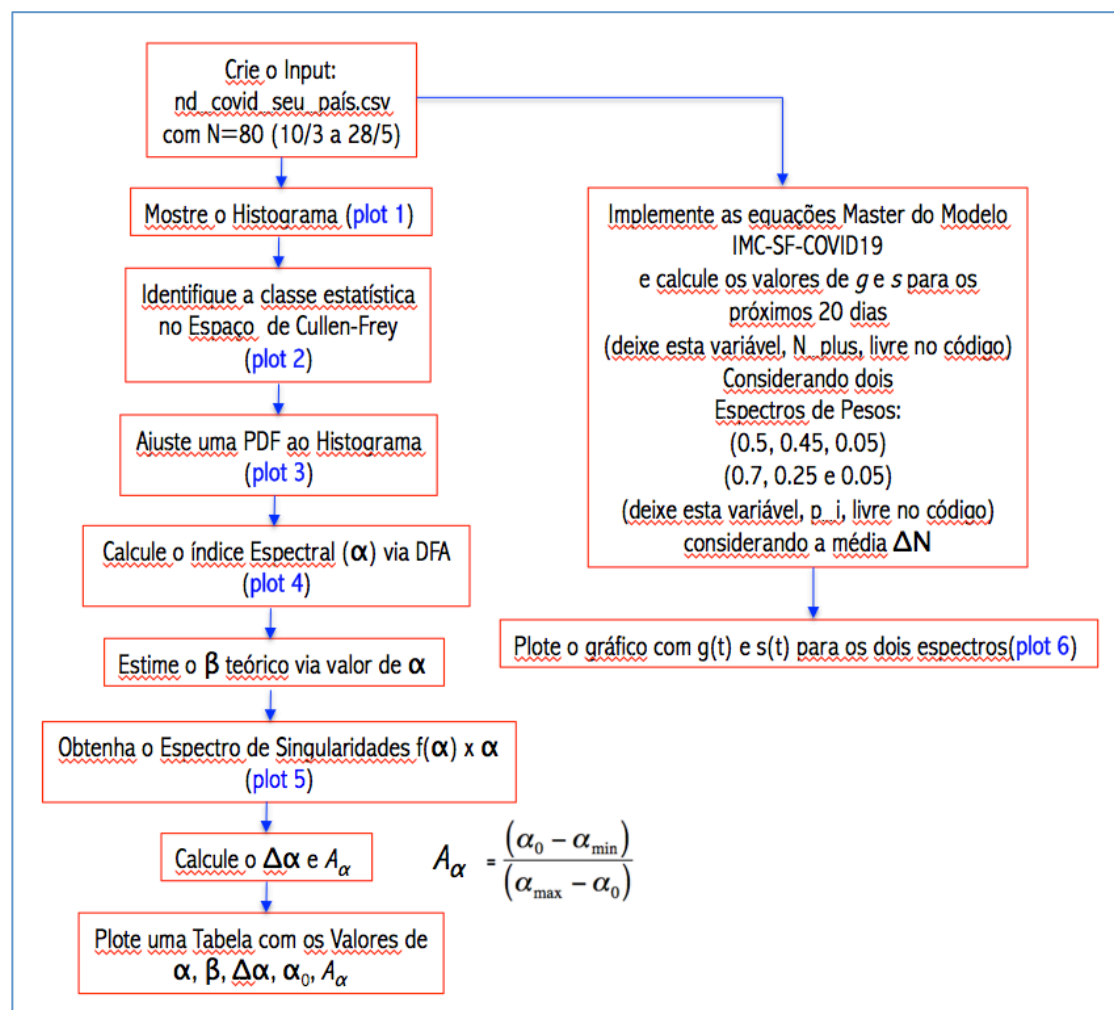 Crie o Input:
nd_covid_seu_país.csv
com N=80 (10/3 a 28/5)
Mostre o Histograma (plot 1)
Identifique a classe estatística
no Espaço de Cullen-Frey
(plot 2)
Ajuste uma PDF ao Histograma
(plot 3)
Calcule o índice Espectral (α) via DFA
(plot 4)
Estime o β teórico via valor de α
Obtenha o Espectro de Singularidades f(α) x α
(plot 5)
Calcule o Δα e Aα
Aα = (α0 − αmin) / (αmax − α0)
Plote uma Tabela com os Valores de
α, β, Δα, α0, Aα
Implemente as equações Master do Modelo
IMC-SF-COVID19
e calcule os valores de g e s para os
próximos 20 dias
(deixe esta variável, N_plus, livre no código)
Considerando dois
Espectros de Pesos:
(0.5, 0.45, 0.05)
(0.7, 0.25 e 0.05)
(deixe esta variável, p_i, livre no código)
considerando a média ΔN
Plote o gráfico com g(t) e s(t) para os dois espectros(plot 6)